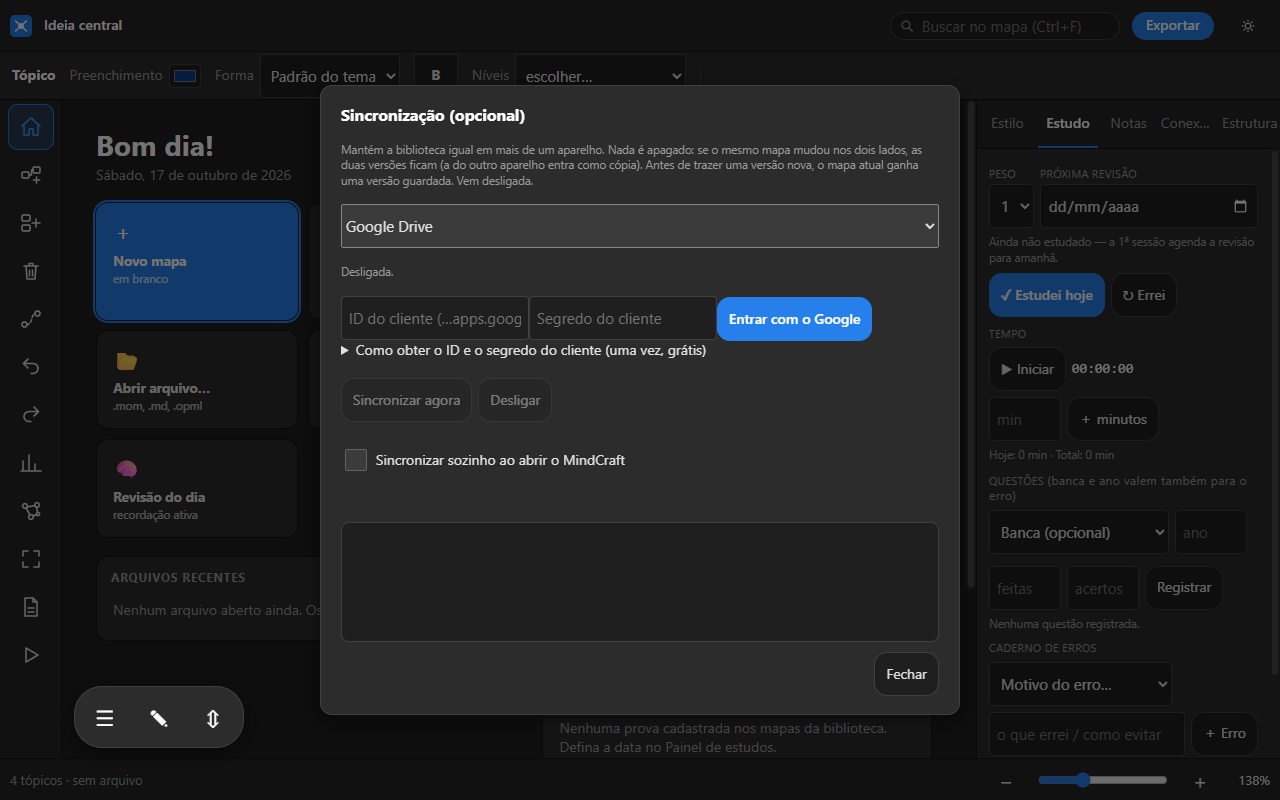 Ideia central
Buscar no mapa (Ctrl+F)
Exportar
Tópico
Preenchimento
Forma
Padrão do tema
B
Níveis
escolher...
Bom dia!
Sábado, 17 de outubro de 2026
+
Novo mapa
em branco
Abrir arquivo...
.mom, .md, .opml
Revisão do dia
recordação ativa
ARQUIVOS RECENTES
Nenhum arquivo aberto ainda. Os
Sincronização (opcional)
Mantém a biblioteca igual em mais de um aparelho. Nada é apagado: se o mesmo mapa mudou nos dois lados, as
duas versões ficam (a do outro aparelho entra como cópia). Antes de trazer uma versão nova, o mapa atual ganha
uma versão guardada. Vem desligada.
Google Drive
Desligada.
ID do cliente (...apps.goog
Segredo do cliente
Entrar com o Google
Como obter o ID e o segredo do cliente (uma vez, grátis)
Sincronizar agora
Desligar
Sincronizar sozinho ao abrir o MindCraft
Fechar
Nenhuma prova cadastrada nos mapas da biblioteca.
Defina a data no Painel de estudos.
Estilo
Estudo
Notas
Conex...
Estrutura
PESO
PRÓXIMA REVISÃO
1
dd/mm/aaaa
Ainda não estudado — a 1ª sessão agenda a revisão
para amanhã.
✓ Estudei hoje
↻ Errei
TEMPO
▶ Iniciar
00:00:00
min
+ minutos
Hoje: 0 min · Total: 0 min
QUESTÕES (banca e ano valem também para o
erro)
Banca (opcional)
ano
feitas
acertos
Registrar
Nenhuma questão registrada.
CADERNO DE ERROS
Motivo do erro...
o que errei / como evitar
+ Erro
4 tópicos · sem arquivo
−
+
138%